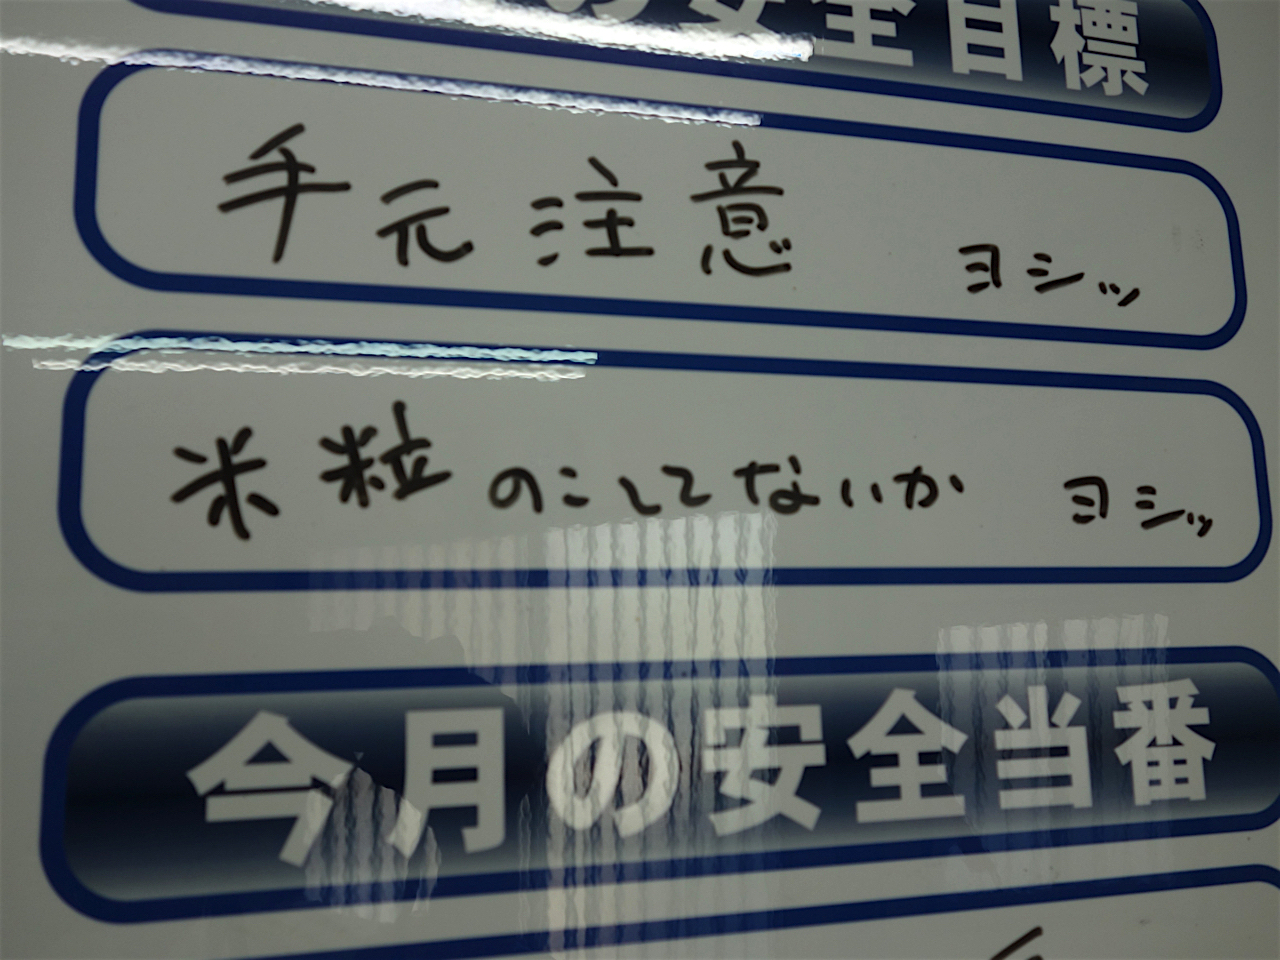 の安全目標
手元注意 ヨシッ
米粒のこしてないか ヨシッ
今月の安全当番